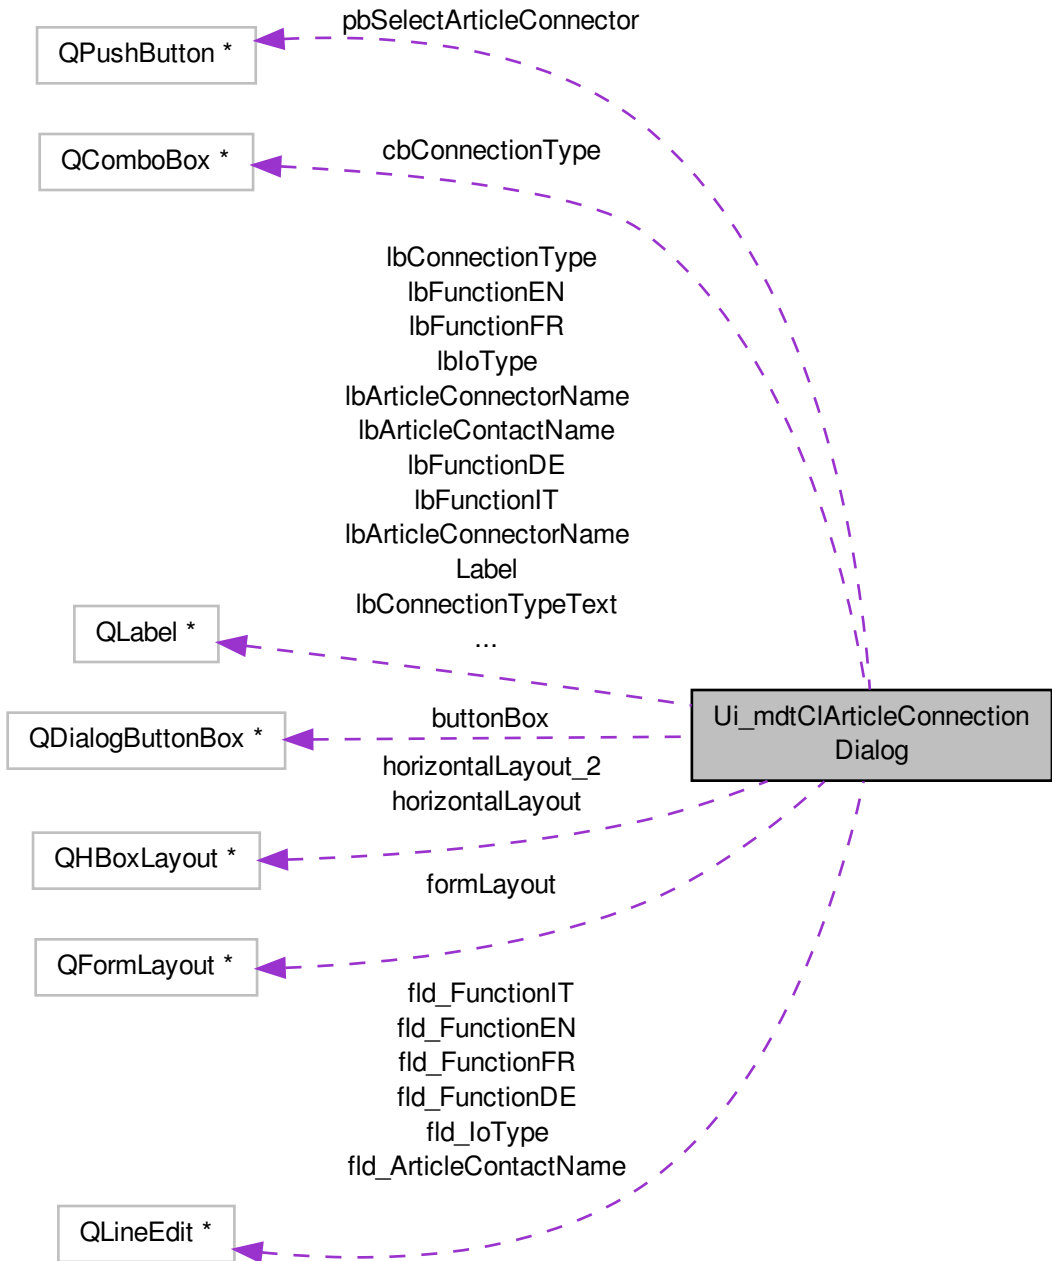 pbSelectArticleConnector
QPushButton *
cbConnectionType
QComboBox *
lbConnectionType
lbFunctionEN
lbFunctionFR
lbIoType
lbArticleConnectorName
lbArticleContactName
lbFunctionDE
lbFunctionIT
lbArticleConnectorName
Label
lbConnectionTypeText
...
QLabel *
buttonBox
QDialogButtonBox *
Ui_mdtClArticleConnection
Dialog
horizontalLayout_2
horizontalLayout
QHBoxLayout *
formLayout
QFormLayout *
fld_FunctionIT
fld_FunctionEN
fld_FunctionFR
fld_FunctionDE
fld_IoType
fld_ArticleContactName
QLineEdit *